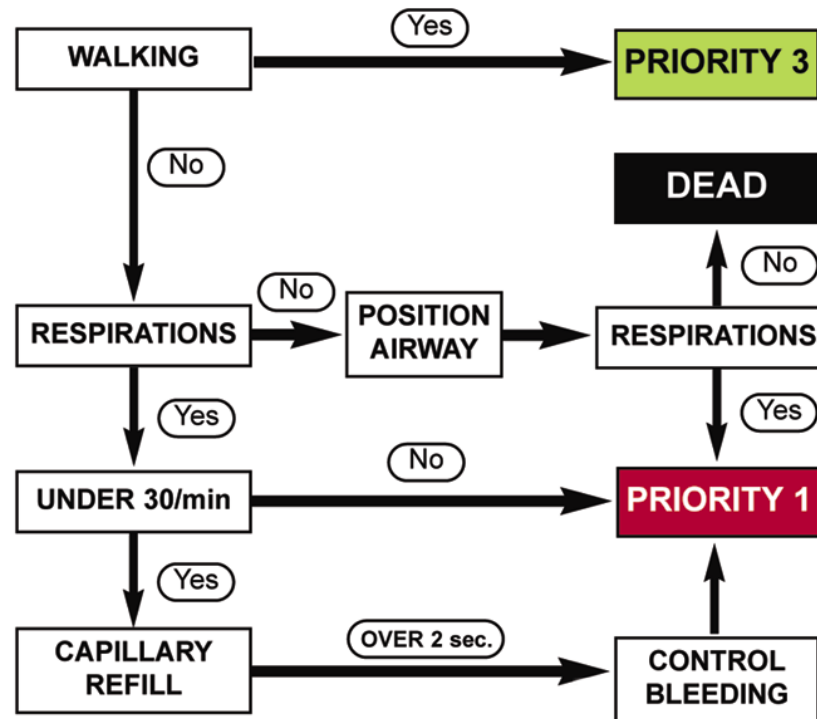 Yes
WALKING
PRIORITY 3
No
DEAD
No
No
RESPIRATIONS
POSITION
AIRWAY
RESPIRATIONS
Yes
Yes
No
UNDER 30/min
PRIORITY 1
Yes
OVER 2 sec.
CAPILLARY
REFILL
CONTROL
BLEEDING